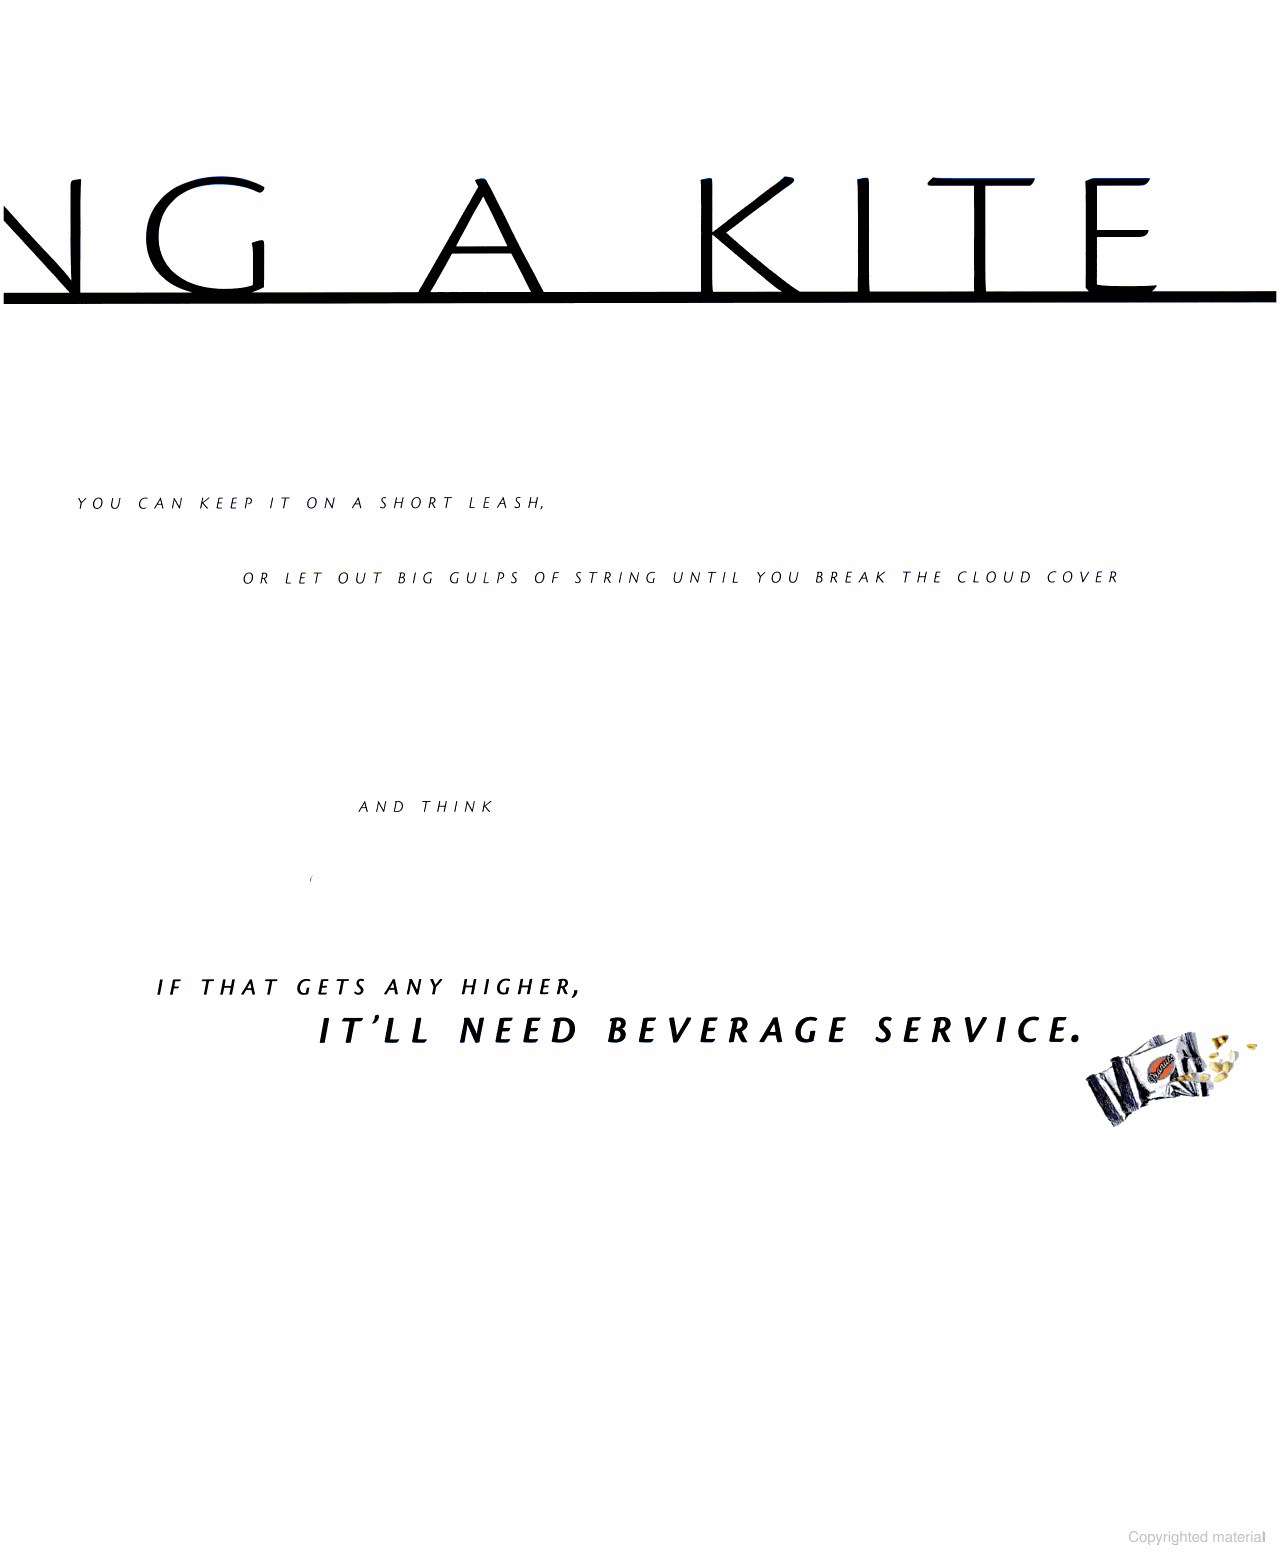 NG A KITE
YOU CAN KEEP IT ON A SHORT LEASH,
OR LET OUT BIG GULPS OF STRING UNTIL YOU BREAK THE CLOUD COVER
AND THINK
IF THAT GETS ANY HIGHER,
IT'LL NEED BEVERAGE SERVICE.
Peanuts
Copyrighted material